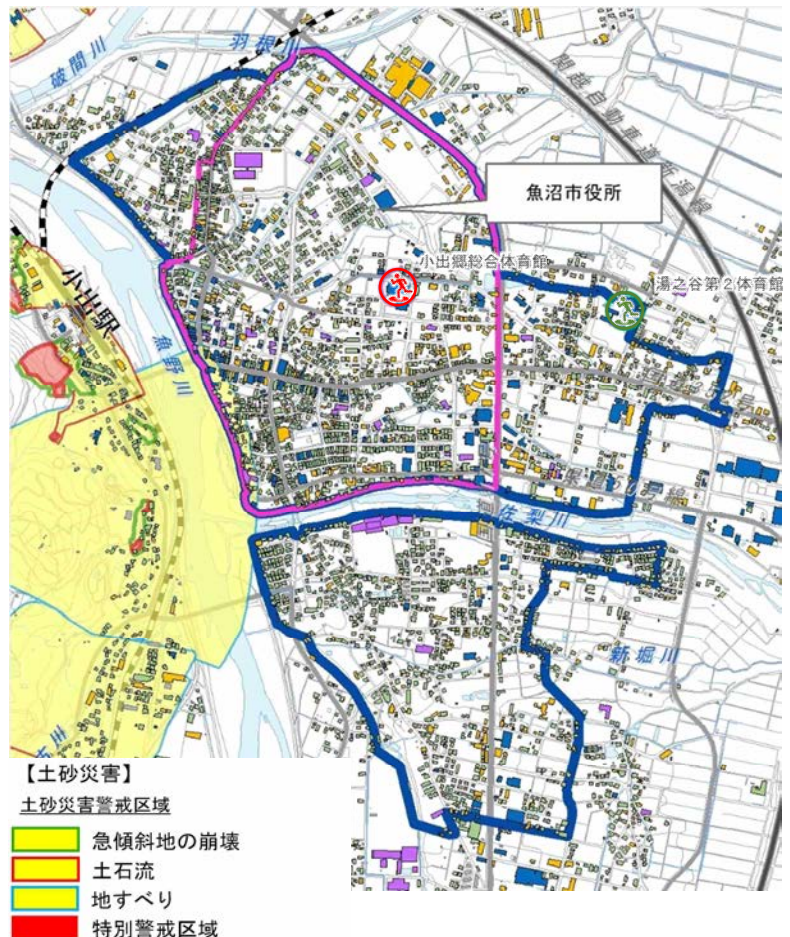 羽根川
破間川
関越自動車道新潟線
魚沼市役所
小出郷総合体育館
湯之谷第2体育館
小出駅
魚野川
佐梨川
新堀川
【土砂災害】
土砂災害警戒区域
急傾斜地の崩壊
土石流
地すべり
特別警戒区域